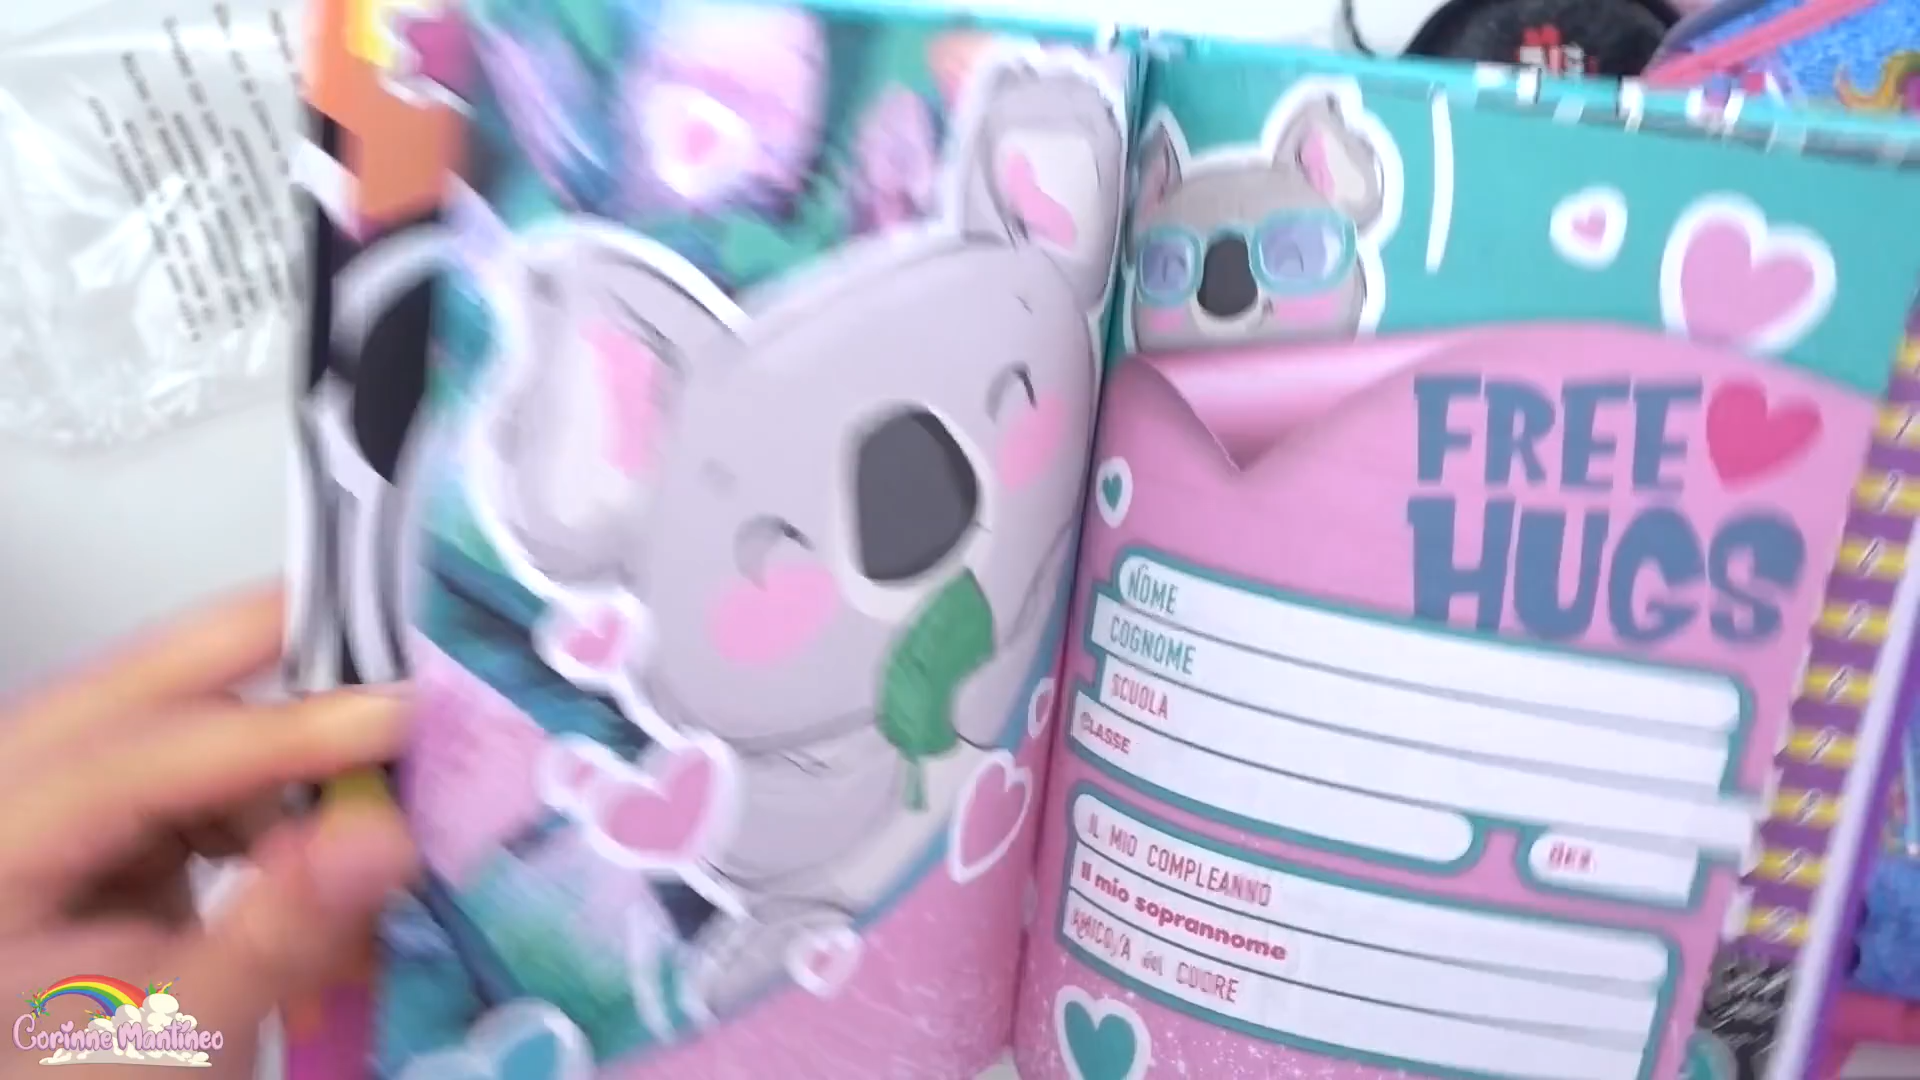 FREE
HUGS
NOME
COGNOME
SCUOLA
CLASSE
IL MIO COMPLEANNO
Il mio soprannome
AMICO/A del CUORE
Corinne Mantineo